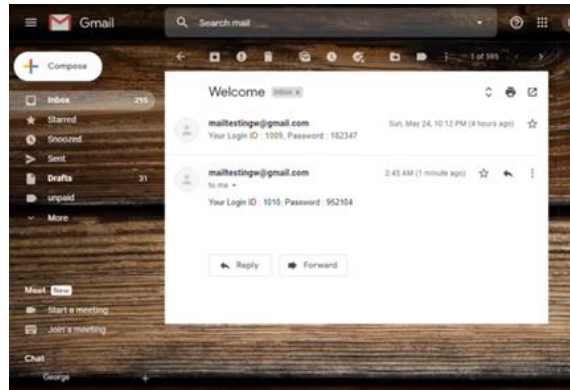 Gmail
Search mail
Compose
1 of 595
Inbox 295
Starred
Snoozed
Sent
Drafts 31
unpaid
More
Welcome Inbox x
mailtestingw@gmail.com Sun, May 24, 10:12 PM (4 hours ago)
Your Login ID : 1009, Password : 182347
mailtestingw@gmail.com 2:45 AM (1 minute ago)
to me
Your Login ID : 1010, Password : 952104
Reply Forward
Meet New
Start a meeting
Join a meeting
Chat
George